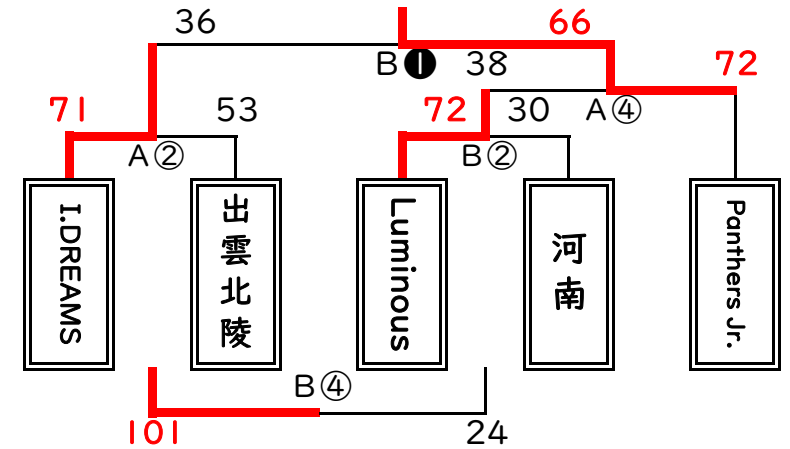 36
66
B❶
38
72
71
53
72
30
A④
A②
B②
I.DREAMS
出雲北陵
Luminous
河南
Panthers Jr.
B④
101
24